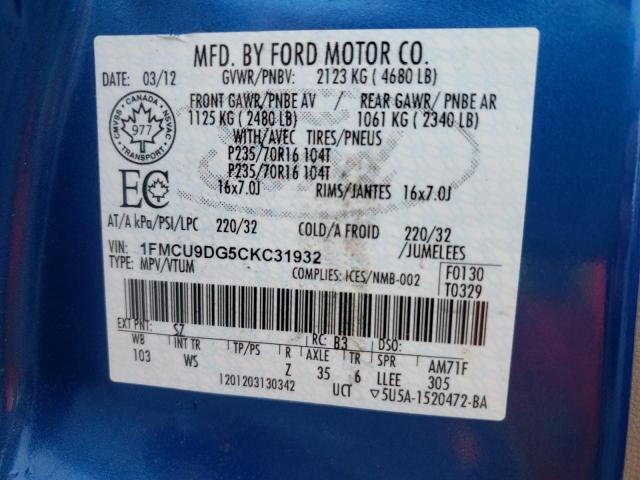 MFD. BY FORD MOTOR CO.
DATE: 03/12 GVWR/PNBV: 2123 KG ( 4680 LB)
FRONT GAWR/PNBE AV / REAR GAWR/ PNBE AR
1125 KG ( 2480 LB) 1061 KG ( 2340 LB)
WITH/AVEC TIRES/PNEUS
P235/70R16 104T
P235/70R16 104T
16x7.0J RIMS/JANTES 16x7.0J
CMVSS · CANADA · NSVAC
977
TRANSPORT
EC
AT/A kPa/PSI/LPC 220/32 COLD/A FROID 220/32
/JUMELEES
VIN: 1FMCU9DG5CKC31932
TYPE: MPV/VTUM COMPLIES: ICES/NMB-002
F0130
T0329
EXT PNT: SZ RC: B3 DSO:
WB INT TR TP/PS R AXLE TR SPR AM71F
103 WS Z 35 6 LLEE 305
1201203130342 UCT ▽5U5A-1520472-BA